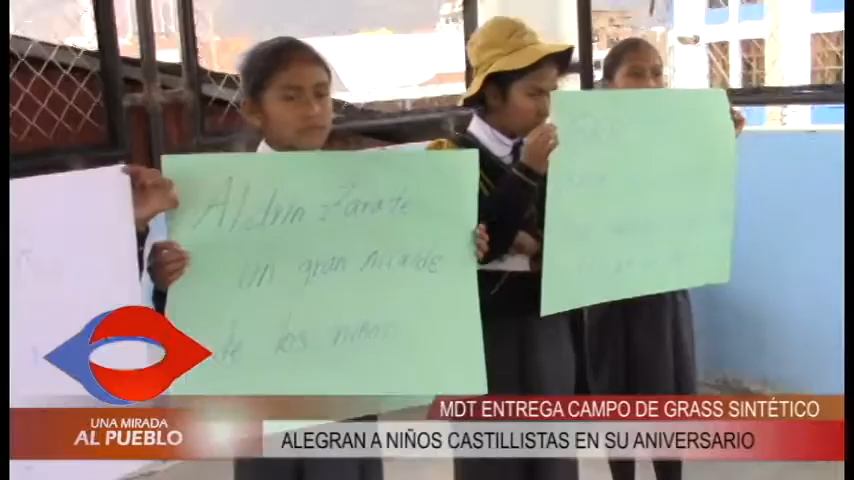 Aldrin Zarate
un gran Alcalde
de los niños
MDT ENTREGA CAMPO DE GRASS SINTÉTICO
UNA MIRADA
AL PUEBLO
ALEGRAN A NIÑOS CASTILLISTAS EN SU ANIVERSARIO